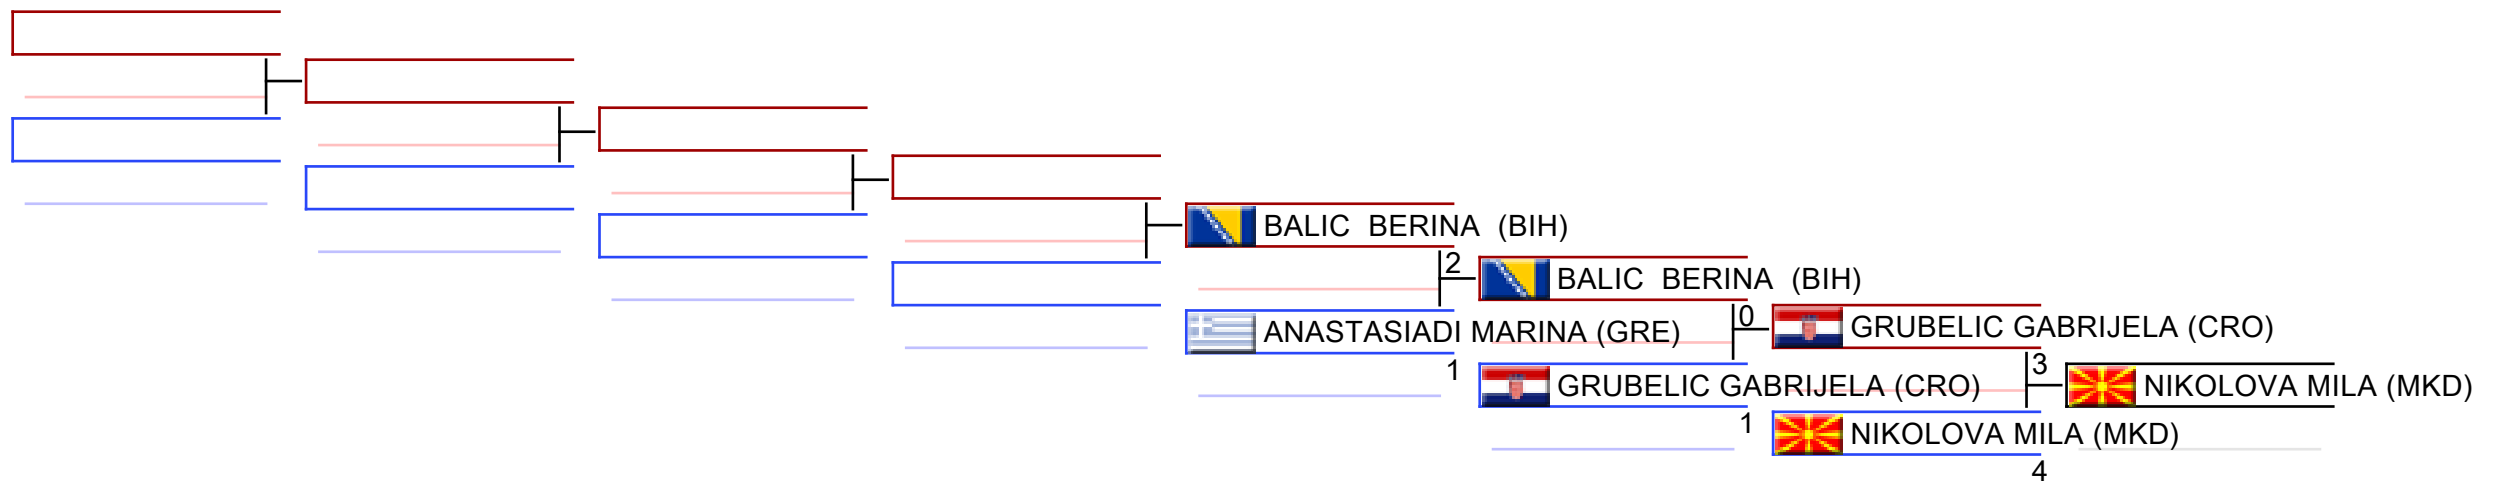 BALIC  BERINA  (BIH)
2
BALIC  BERINA  (BIH)
ANASTASIADI MARINA (GRE)
1
0
GRUBELIC GABRIJELA (CRO)
GRUBELIC GABRIJELA (CRO)
1
3
NIKOLOVA MILA (MKD)
NIKOLOVA MILA (MKD)
4